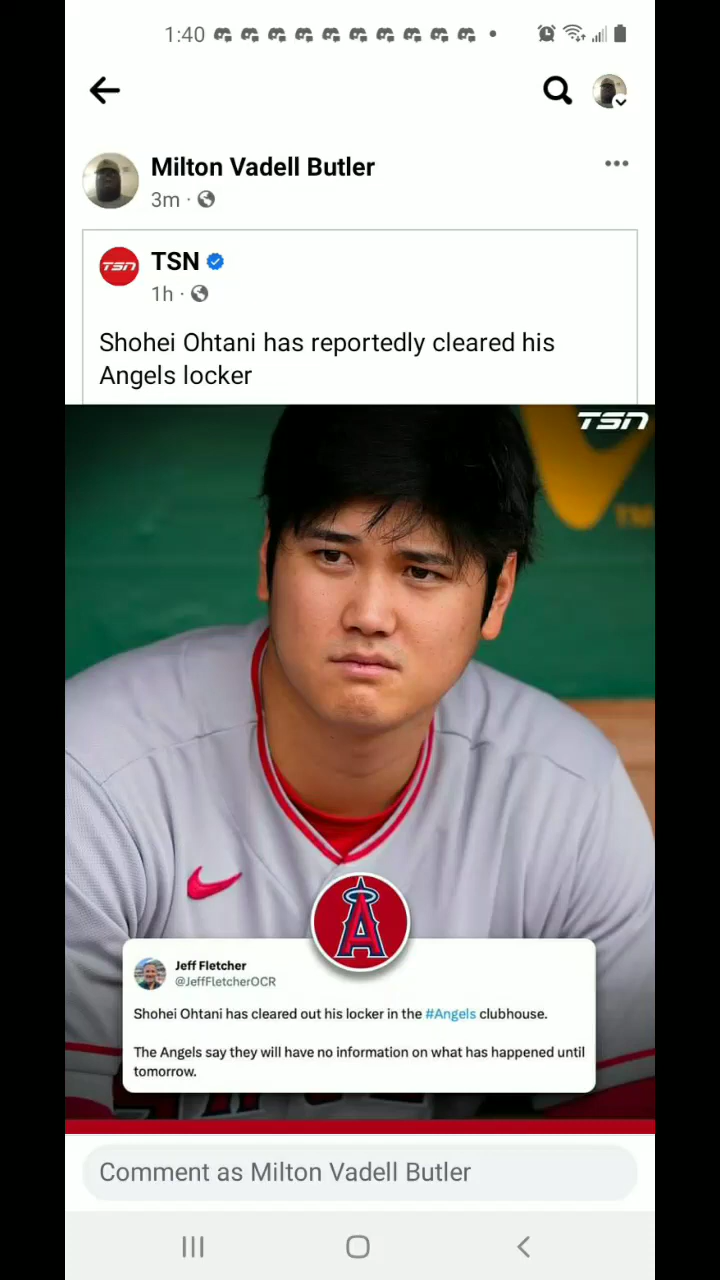 1:40
Milton Vadell Butler
3m ·
TSN
TSN
1h ·
Shohei Ohtani has reportedly cleared his
Angels locker
TSN
TM
A
Jeff Fletcher
@JeffFletcherOCR
Shohei Ohtani has cleared out his locker in the #Angels clubhouse.
The Angels say they will have no information on what has happened until
tomorrow.
Comment as Milton Vadell Butler